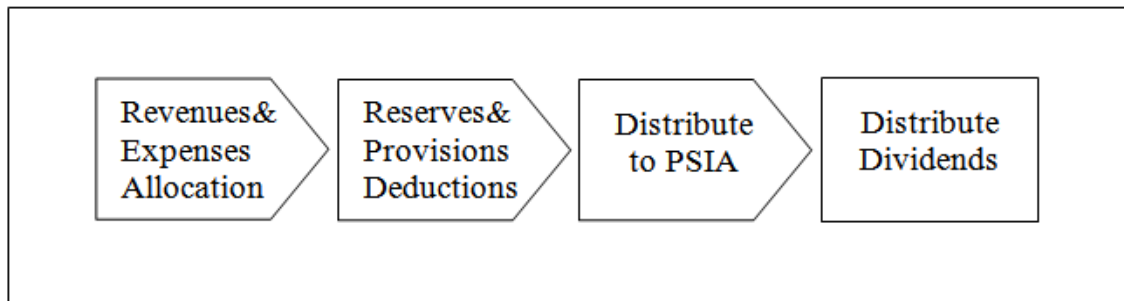 Revenues&
Expenses
Allocation
Reserves&
Provisions
Deductions
Distribute
to PSIA
Distribute
Dividends